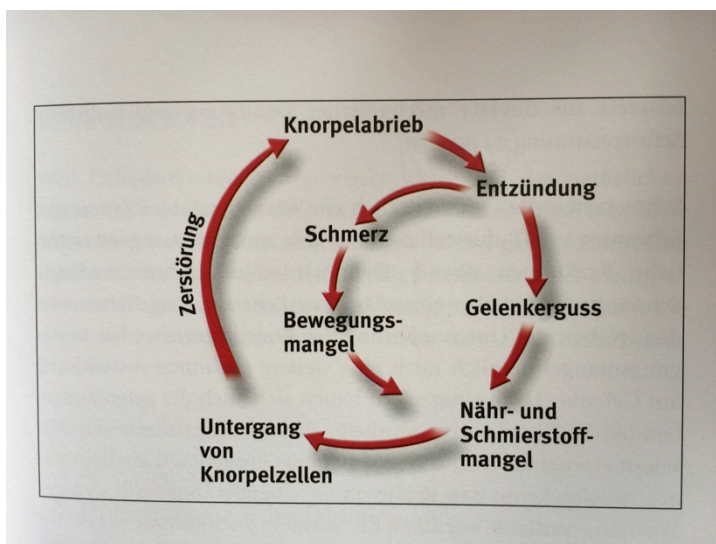 Knorpelabrieb
Entzündung
Schmerz
Zerstörung
Gelenkerguss
Bewegungs-
mangel
Nähr- und
Schmierstoff-
mangel
Untergang
von
Knorpelzellen